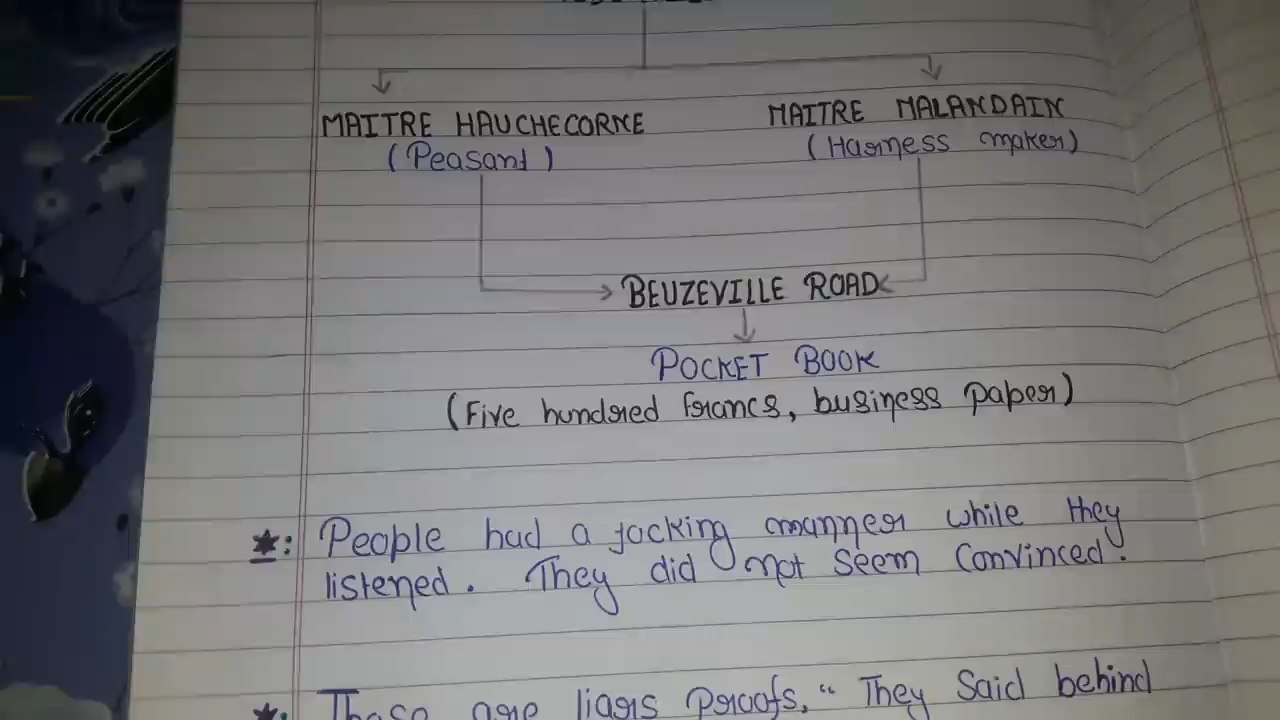 MAITRE HAUCHECORNE
MAITRE MALANDAIN
(Peasant)
(Harness maker)
BEUZEVILLE ROAD
POCKET BOOK
(Five hundred francs, business paper)
*: People had a jocking manner while they
listened. They did not seem Convinced.
*: These are liars proofs," They Said behind